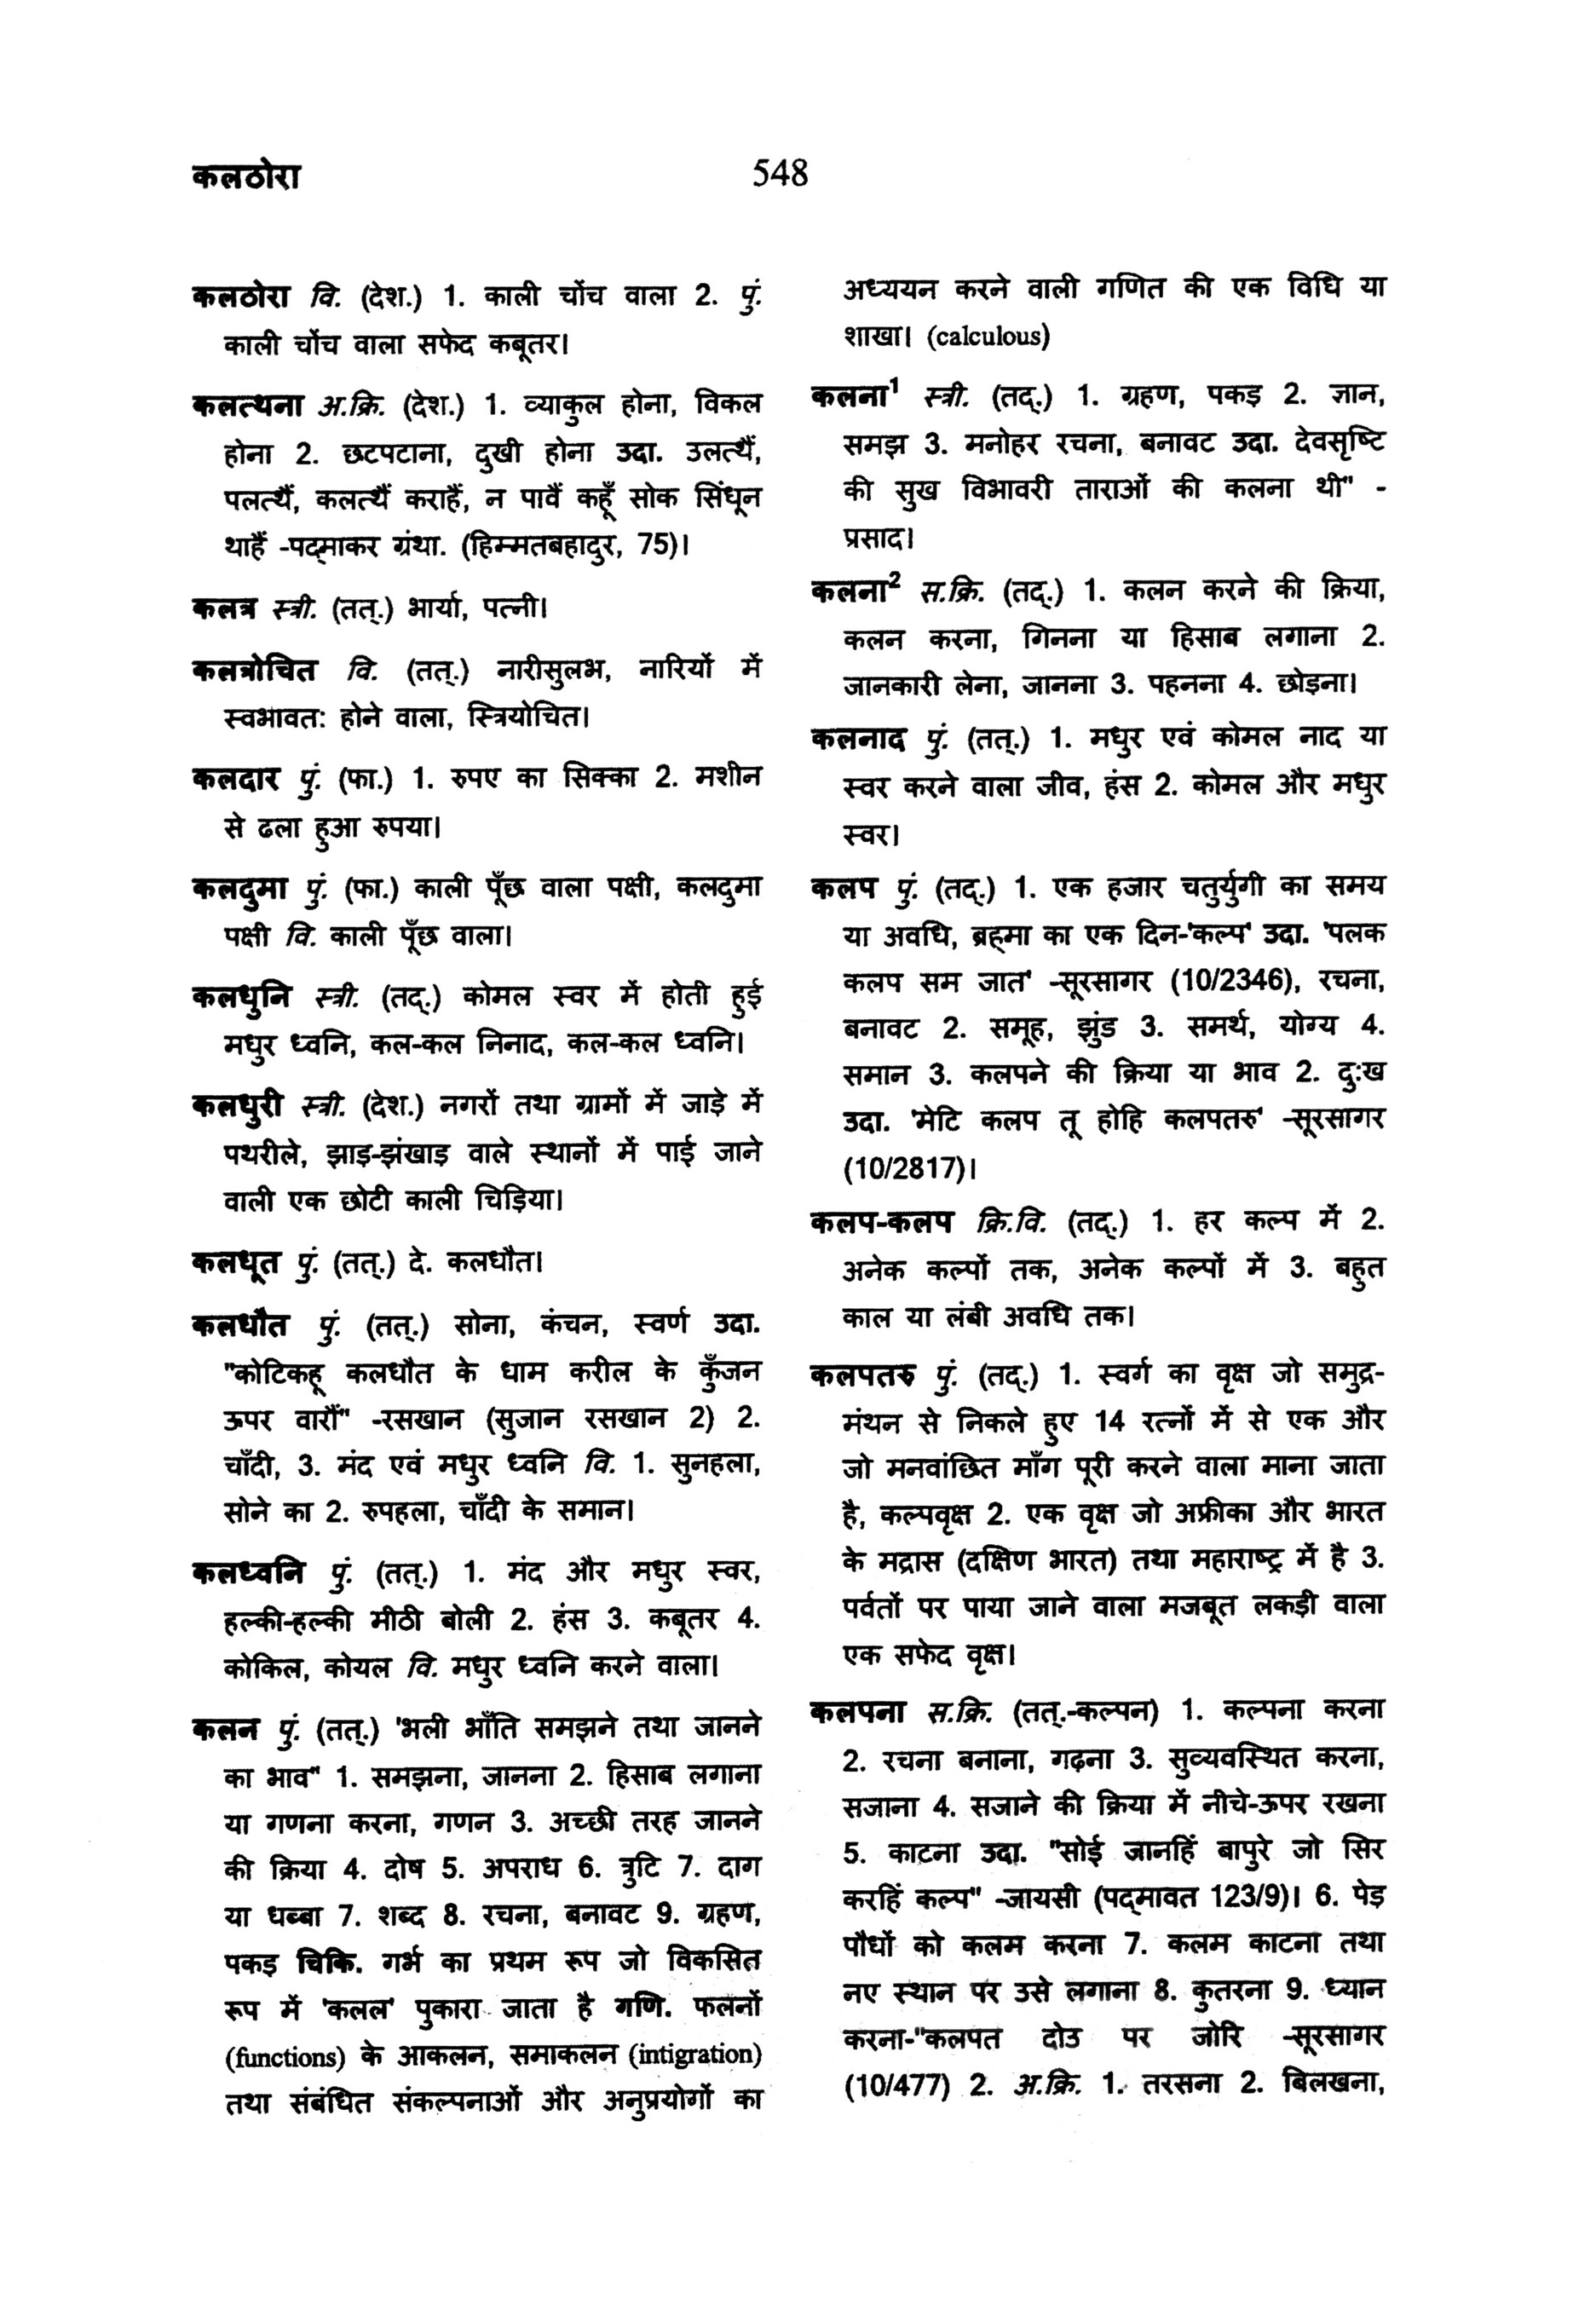 कलठोरा
548
कलठोरा वि. (देश.) 1. काली चोंच वाला 2. पुं.
काली चोंच वाला सफेद कबूतर।
कलत्थना अ.क्रि. (देश.) 1. व्याकुल होना, विकल
होना 2. छटपटाना, दुखी होना उदा. उलत्थैं,
पलत्थैं, कलत्थैं कराहैं, न पावैं कहूँ सोक सिंधून
थाहैं -पद्माकर ग्रंथा. (हिम्मतबहादुर, 75)।
कलत्र स्त्री. (तत्.) भार्या, पत्नी।
कलत्रोचित वि. (तत्.) नारीसुलभ, नारियों में
स्वभावत: होने वाला, स्त्रियोचित।
कलदार पुं. (फा.) 1. रुपए का सिक्का 2. मशीन
से ढला हुआ रुपया।
कलदुमा पुं. (फा.) काली पूँछ वाला पक्षी, कलदुमा
पक्षी वि. काली पूँछ वाला।
कलधुनि स्त्री. (तद्.) कोमल स्वर में होती हुई
मधुर ध्वनि, कल-कल निनाद, कल-कल ध्वनि।
कलधुरी स्त्री. (देश.) नगरों तथा ग्रामों में जाड़े में
पथरीले, झाड़-झंखाड़ वाले स्थानों में पाई जाने
वाली एक छोटी काली चिड़िया।
कलधूत पुं. (तत्.) दे. कलधौत।
कलधौत पुं. (तत्.) सोना, कंचन, स्वर्ण उदा.
"कोटिकहू कलधौत के धाम करील के कुँजन
ऊपर वारौं" -रसखान (सुजान रसखान 2) 2.
चाँदी, 3. मंद एवं मधुर ध्वनि वि. 1. सुनहला,
सोने का 2. रुपहला, चाँदी के समान।
कलध्वनि पुं. (तत्.) 1. मंद और मधुर स्वर,
हल्की-हल्की मीठी बोली 2. हंस 3. कबूतर 4.
कोकिल, कोयल वि. मधुर ध्वनि करने वाला।
कलन पुं. (तत्.) 'भली भाँति समझने तथा जानने
का भाव" 1. समझना, जानना 2. हिसाब लगाना
या गणना करना, गणन 3. अच्छी तरह जानने
की क्रिया 4. दोष 5. अपराध 6. त्रुटि 7. दाग
या धब्बा 7. शब्द 8. रचना, बनावट 9. ग्रहण,
पकड़ चिकि. गर्भ का प्रथम रूप जो विकसित
रूप में 'कलल' पुकारा जाता है गणि. फलनों
(functions) के आकलन, समाकलन (intigration)
तथा संबंधित संकल्पनाओं और अनुप्रयोगों का
अध्ययन करने वाली गणित की एक विधि या
शाखा। (calculous)
कलना¹ स्त्री. (तद्.) 1. ग्रहण, पकड़ 2. ज्ञान,
समझ 3. मनोहर रचना, बनावट उदा. देवसृष्टि
की सुख विभावरी ताराओं की कलना थी" -
प्रसाद।
कलना² स.क्रि. (तद्.) 1. कलन करने की क्रिया,
कलन करना, गिनना या हिसाब लगाना 2.
जानकारी लेना, जानना 3. पहनना 4. छोड़ना।
कलनाद पुं. (तत्.) 1. मधुर एवं कोमल नाद या
स्वर करने वाला जीव, हंस 2. कोमल और मधुर
स्वर।
कलप पुं. (तद्.) 1. एक हजार चतुर्युगी का समय
या अवधि, ब्रह्मा का एक दिन-'कल्प' उदा. 'पलक
कलप सम जात' -सूरसागर (10/2346), रचना,
बनावट 2. समूह, झुंड 3. समर्थ, योग्य 4.
समान 3. कलपने की क्रिया या भाव 2. दु:ख
उदा. 'मेटि कलप तू होहि कलपतरु' -सूरसागर
(10/2817)।
कलप-कलप क्रि.वि. (तद्.) 1. हर कल्प में 2.
अनेक कल्पों तक, अनेक कल्पों में 3. बहुत
काल या लंबी अवधि तक।
कलपतरु पुं. (तद्.) 1. स्वर्ग का वृक्ष जो समुद्र-
मंथन से निकले हुए 14 रत्नों में से एक और
जो मनवांछित माँग पूरी करने वाला माना जाता
है, कल्पवृक्ष 2. एक वृक्ष जो अफ्रीका और भारत
के मद्रास (दक्षिण भारत) तथा महाराष्ट्र में है 3.
पर्वतों पर पाया जाने वाला मजबूत लकड़ी वाला
एक सफेद वृक्ष।
कलपना स.क्रि. (तत्.-कल्पन) 1. कल्पना करना
2. रचना बनाना, गढ़ना 3. सुव्यवस्थित करना,
सजाना 4. सजाने की क्रिया में नीचे-ऊपर रखना
5. काटना उदा. "सोई जानहिं बापुरे जो सिर
करहिं कल्प" -जायसी (पद्मावत 123/9)। 6. पेड़
पौधों को कलम करना 7. कलम काटना तथा
नए स्थान पर उसे लगाना 8. कुतरना 9. ध्यान
करना-"कलपत दोउ पर जोरि -सूरसागर
(10/477) 2. अ.क्रि. 1. तरसना 2. बिलखना,